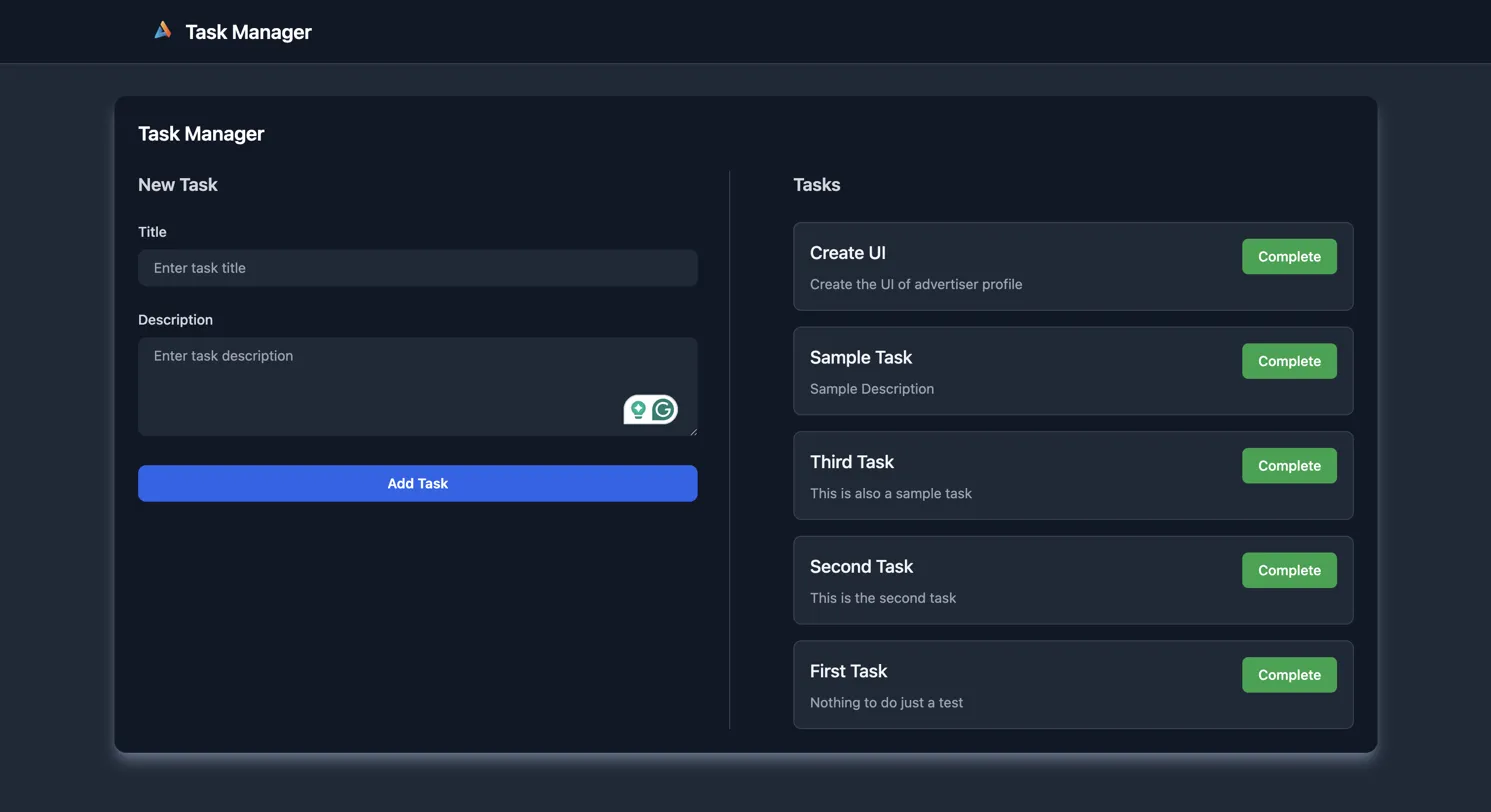 Task Manager
Task Manager
New Task
Title
Enter task title
Description
Enter task description
Add Task
Tasks
Create UI
Complete
Create the UI of advertiser profile
Sample Task
Complete
Sample Description
Third Task
Complete
This is also a sample task
Second Task
Complete
This is the second task
First Task
Complete
Nothing to do just a test